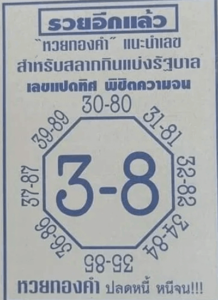 รวยอีกแล้ว
"ทวยทองคำ" แนะนำเลข
สำหรับสลากกินแบ่งรัฐบาล
เลขแปดทิศ พิชิตความจน
30-80
39-89
31-81
37-87
3-8
32-82
36-86
34-84
35-85
ทวยทองคำ ปลดหนี้ หนีจน!!!